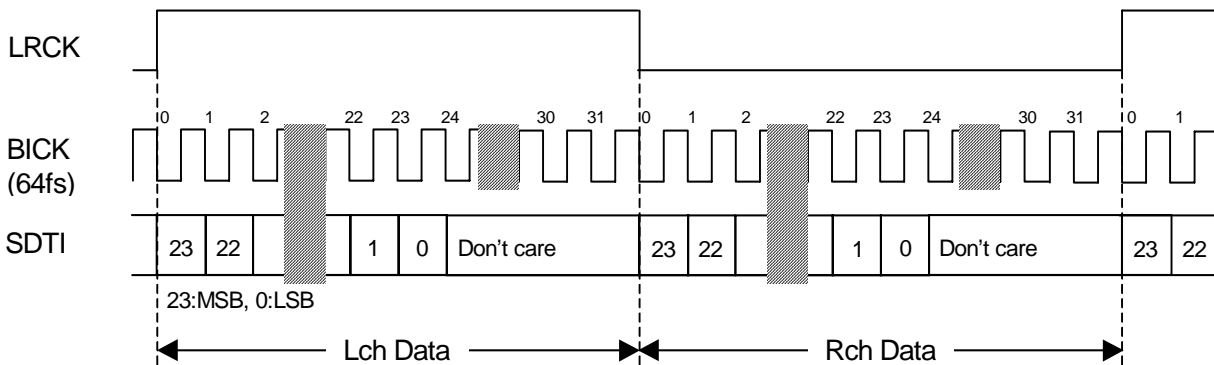 LRCK
0 1 2 22 23 24 30 31 0 1 2 22 23 24 30 31 0 1
BICK
(64fs)
SDTI 23 22 1 0 Don't care 23 22 1 0 Don't care 23 22
23:MSB, 0:LSB
Lch Data Rch Data